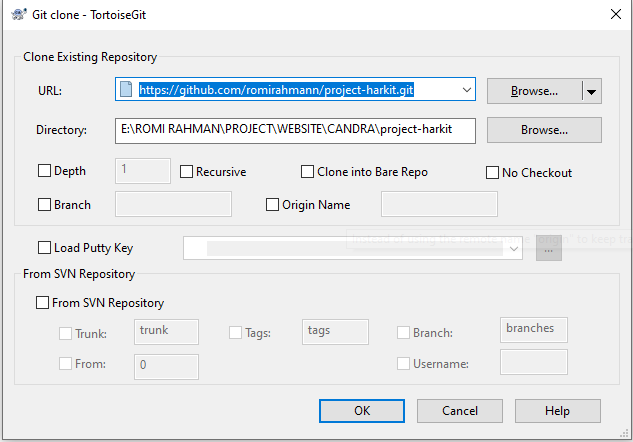 Git clone - TortoiseGit
Clone Existing Repository
URL: https://github.com/romirahmann/project-harkit.git Browse...
Directory: E:\ROMI RAHMAN\PROJECT\WEBSITE\CANDRA\project-harkit Browse...
Depth 1 Recursive Clone into Bare Repo No Checkout
Branch Origin Name
Load Putty Key ...
From SVN Repository
From SVN Repository
Trunk: trunk Tags: tags Branch: branches
From: 0 Username:
OK Cancel Help